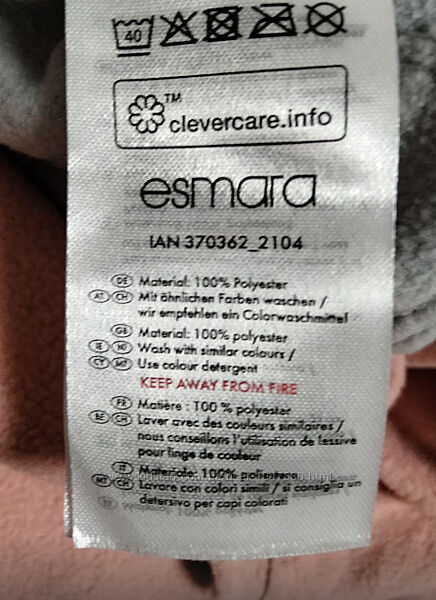 40
TM
clevercare.info
esmara
IAN 370362_2104
DE Material: 100% Polyester
AT CH Mit ähnlichen Farben waschen /
wir empfehlen ein Colorwaschmittel
GB Material: 100% polyester
IE NI Wash with similar colours /
CY MT Use colour detergent
KEEP AWAY FROM FIRE
FR Matière : 100 % polyester
BE CH Laver avec des couleurs similaires /
nous conseillons l'utilisation de lessive
pour linge de couleur
IT Materiale: 100% poliestere
MT CH Lavare con colori simili / si consiglia un
detersivo per capi colorati